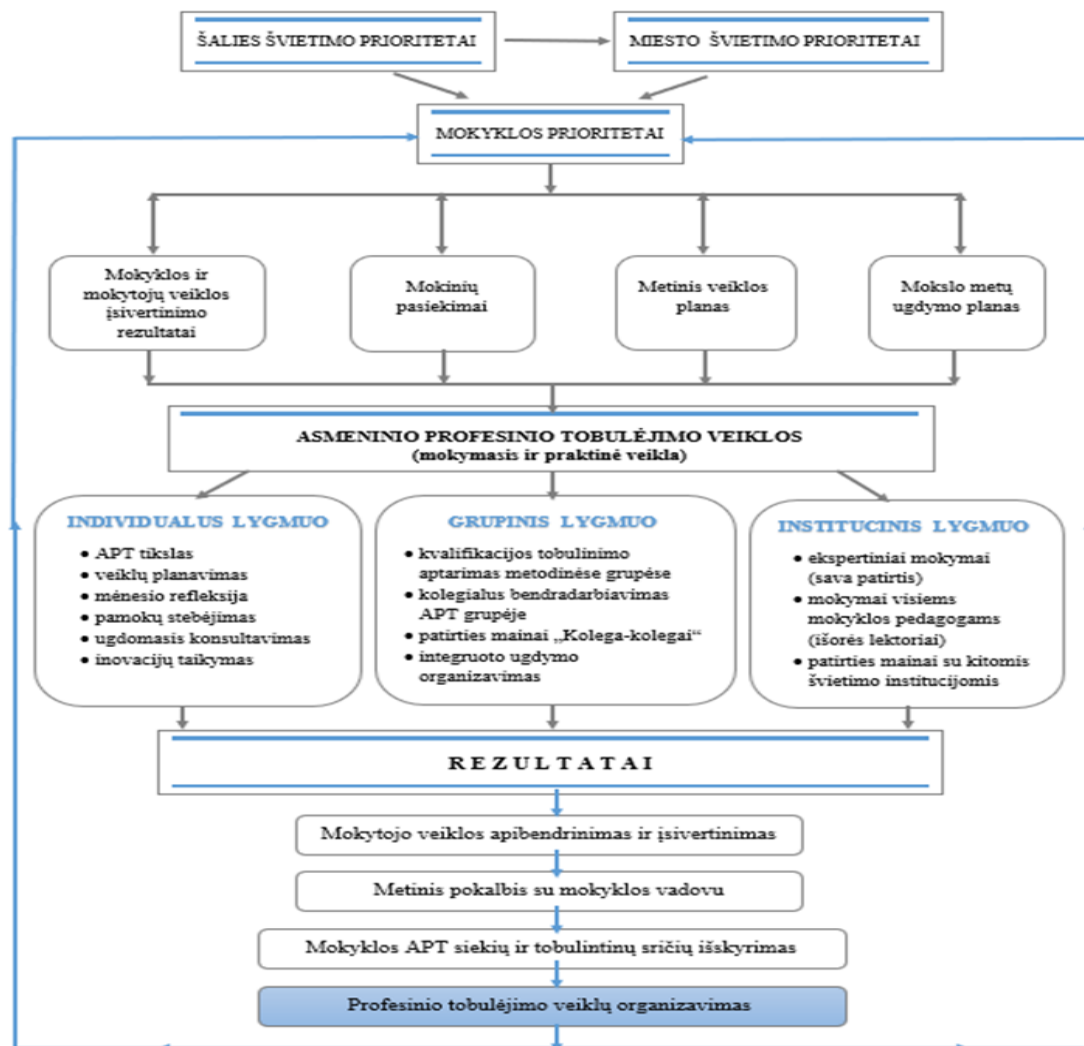 ŠALIES ŠVIETIMO PRIORITETAI
MIESTO ŠVIETIMO PRIORITETAI
MOKYKLOS PRIORITETAI
Mokyklos ir
mokytojų veiklos
įsivertinimo
rezultatai
Mokinių
pasiekimai
Metinis veiklos
planas
Mokslo metų
ugdymo planas
ASMENINIO PROFESINIO TOBULĖJIMO VEIKLOS
(mokymasis ir praktinė veikla)
INDIVIDUALUS LYGMUO
• APT tikslas
• veiklų planavimas
• mėnesio refleksija
• pamokų stebėjimas
• ugdomasis konsultavimas
• inovacijų taikymas
GRUPINIS LYGMUO
• kvalifikacijos tobulinimo
aptarimas metodinėse grupėse
• kolegialus bendradarbiavimas
APT grupėje
• patirties mainai „Kolega-kolegai“
• integruoto ugdymo
organizavimas
INSTITUCINIS LYGMUO
• ekspertiniai mokymai
(sava patirtis)
• mokymai visiems
mokyklos pedagogams
(išorės lektoriai)
• patirties mainai su kitomis
švietimo institucijomis
REZULTATAI
Mokytojo veiklos apibendrinimas ir įsivertinimas
Metinis pokalbis su mokyklos vadovu
Mokyklos APT siekių ir tobulintinų sričių išskyrimas
Profesinio tobulėjimo veiklų organizavimas